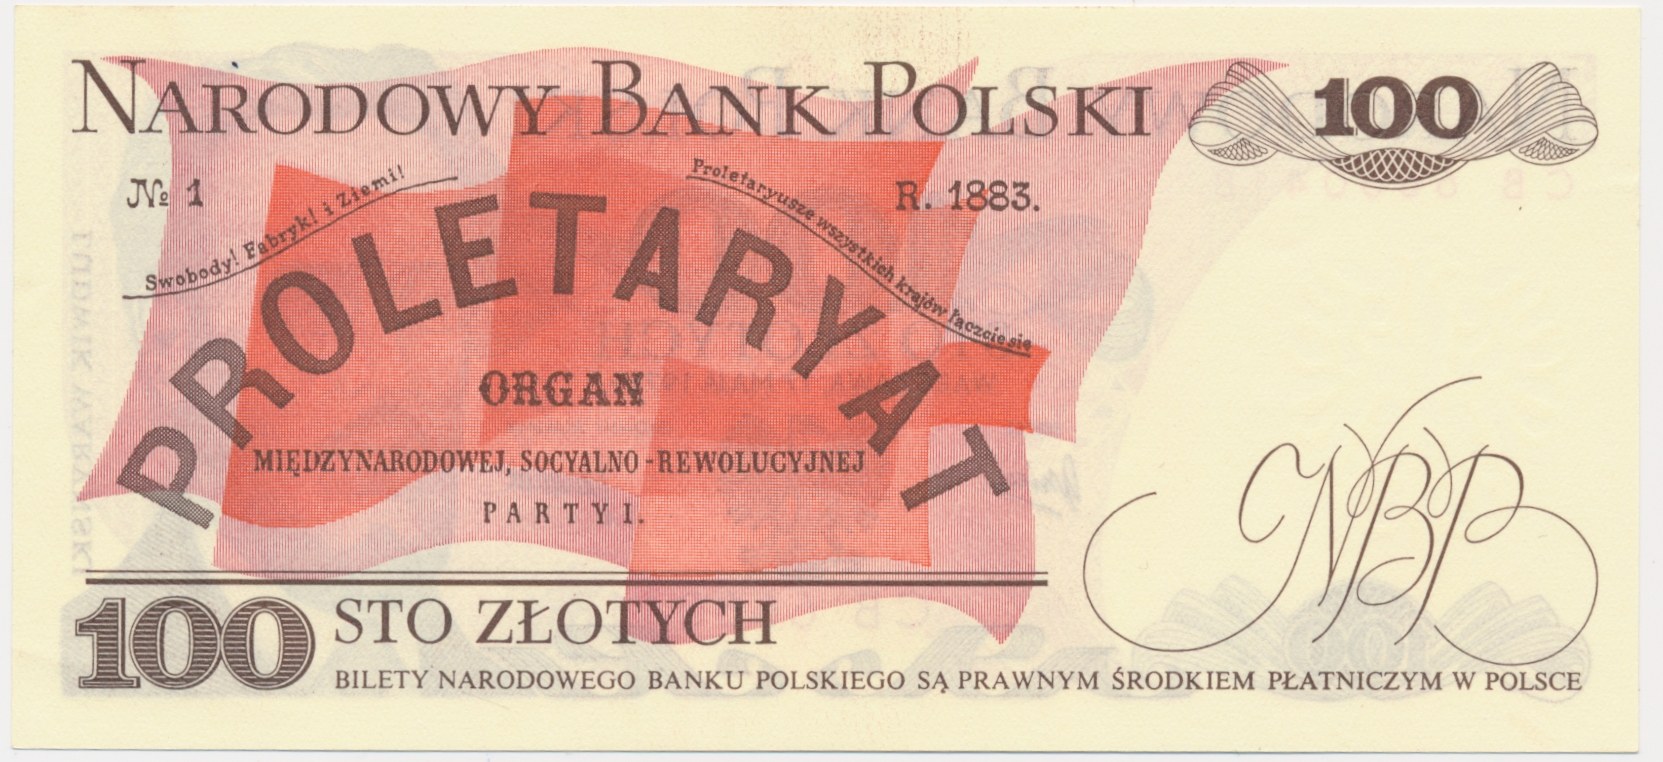 NARODOWY BANK POLSKI
100
№ 1
R. 1883.
Swobody! Fabryk! i Ziemi!
Proletaryusze wszystkich krajów łączcie się
PROLETARYAT
ORGAN
MIĘDZYNARODOWEJ, SOCYALNO-REWOLUCYJNEJ
PARTYI.
NBP
100
STO ZŁOTYCH
BILETY NARODOWEGO BANKU POLSKIEGO SĄ PRAWNYM ŚRODKIEM PŁATNICZYM W POLSCE